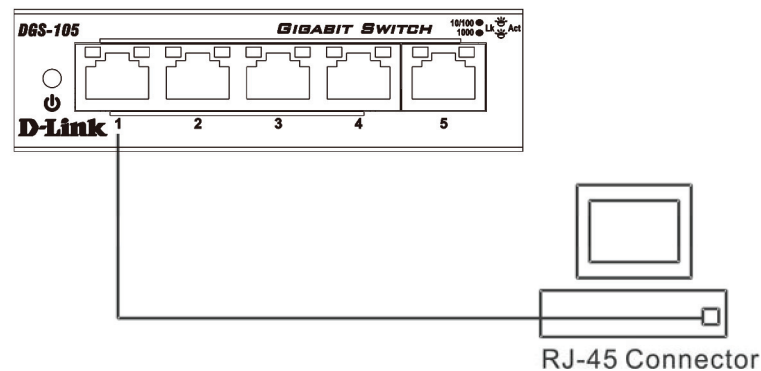 DGS-105
GIGABIT SWITCH
10/100
1000
Lk
Act
D-Link
1 2 3 4 5
RJ-45 Connector